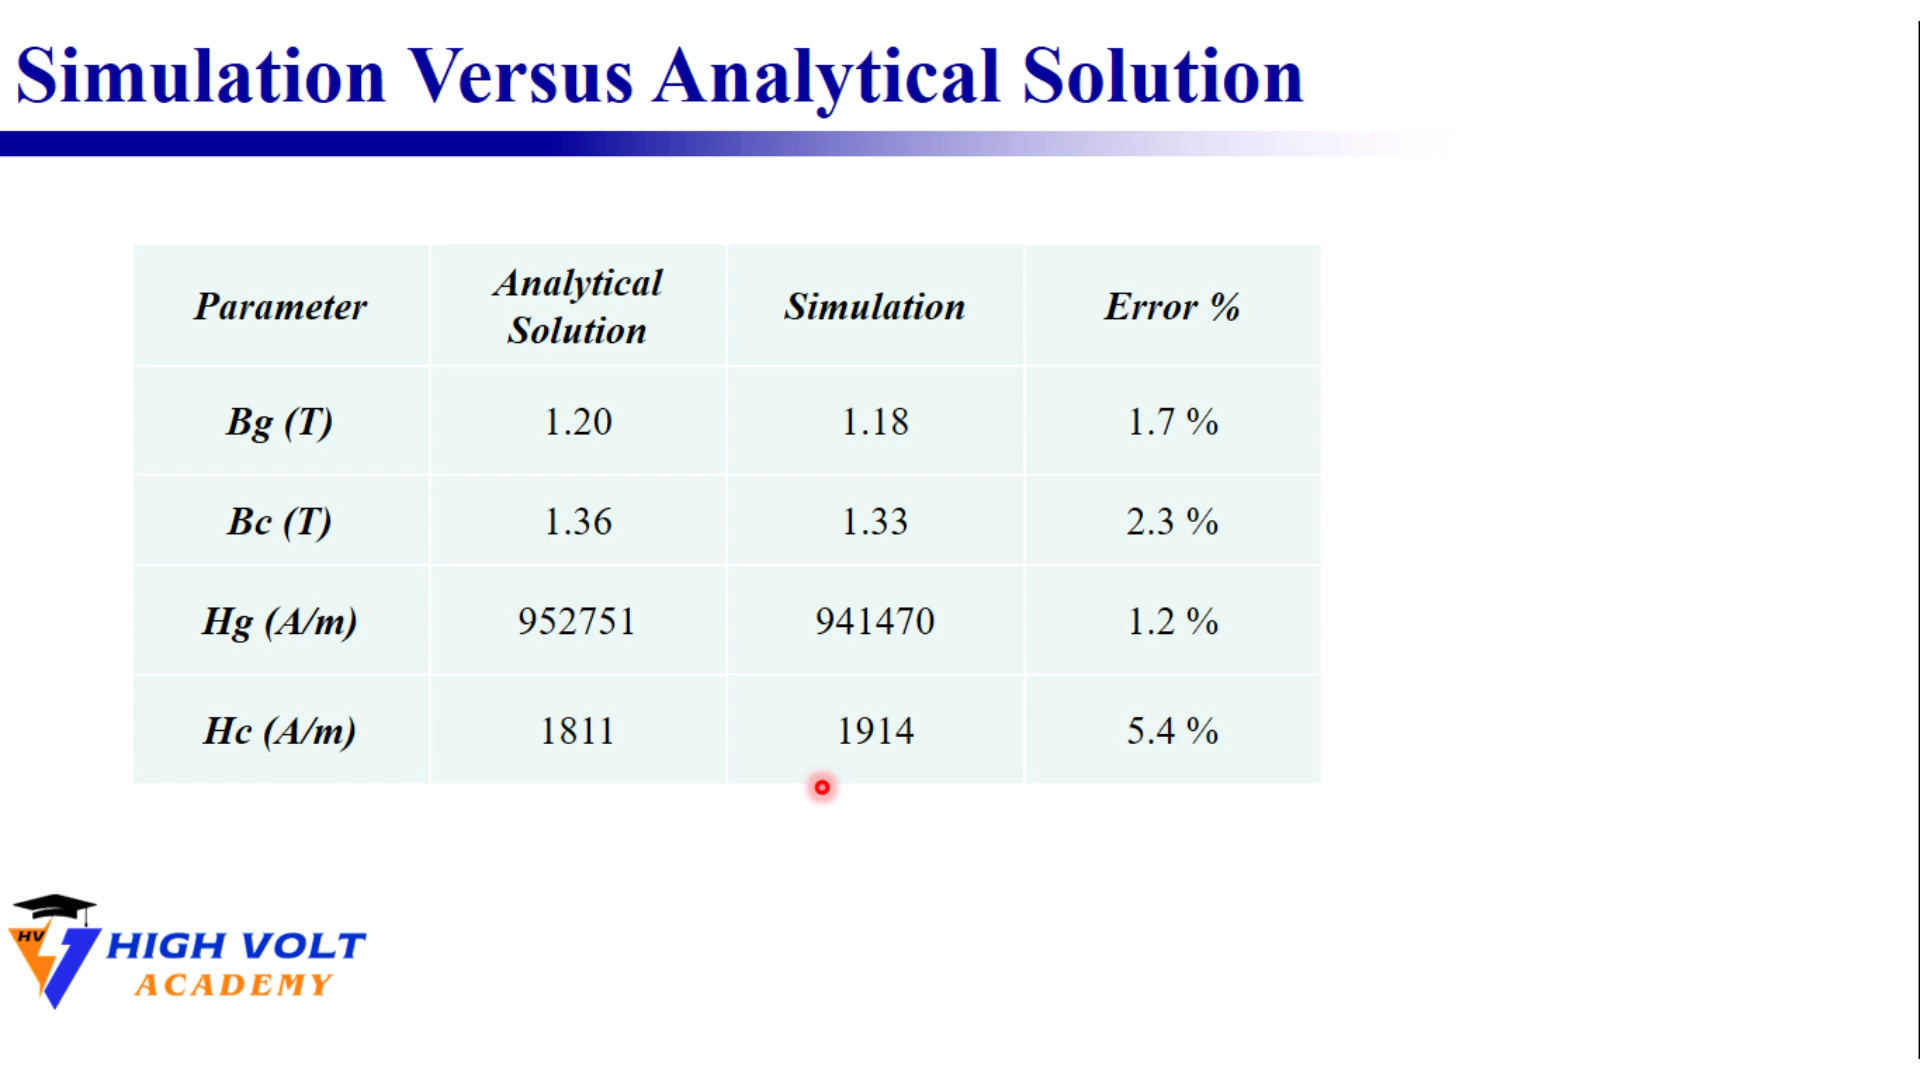 Simulation Versus Analytical Solution
Parameter
Analytical
Solution
Simulation
Error %
Bg (T)
1.20
1.18
1.7 %
Bc (T)
1.36
1.33
2.3 %
Hg (A/m)
952751
941470
1.2 %
Hc (A/m)
1811
1914
5.4 %
HV
HIGH VOLT
ACADEMY